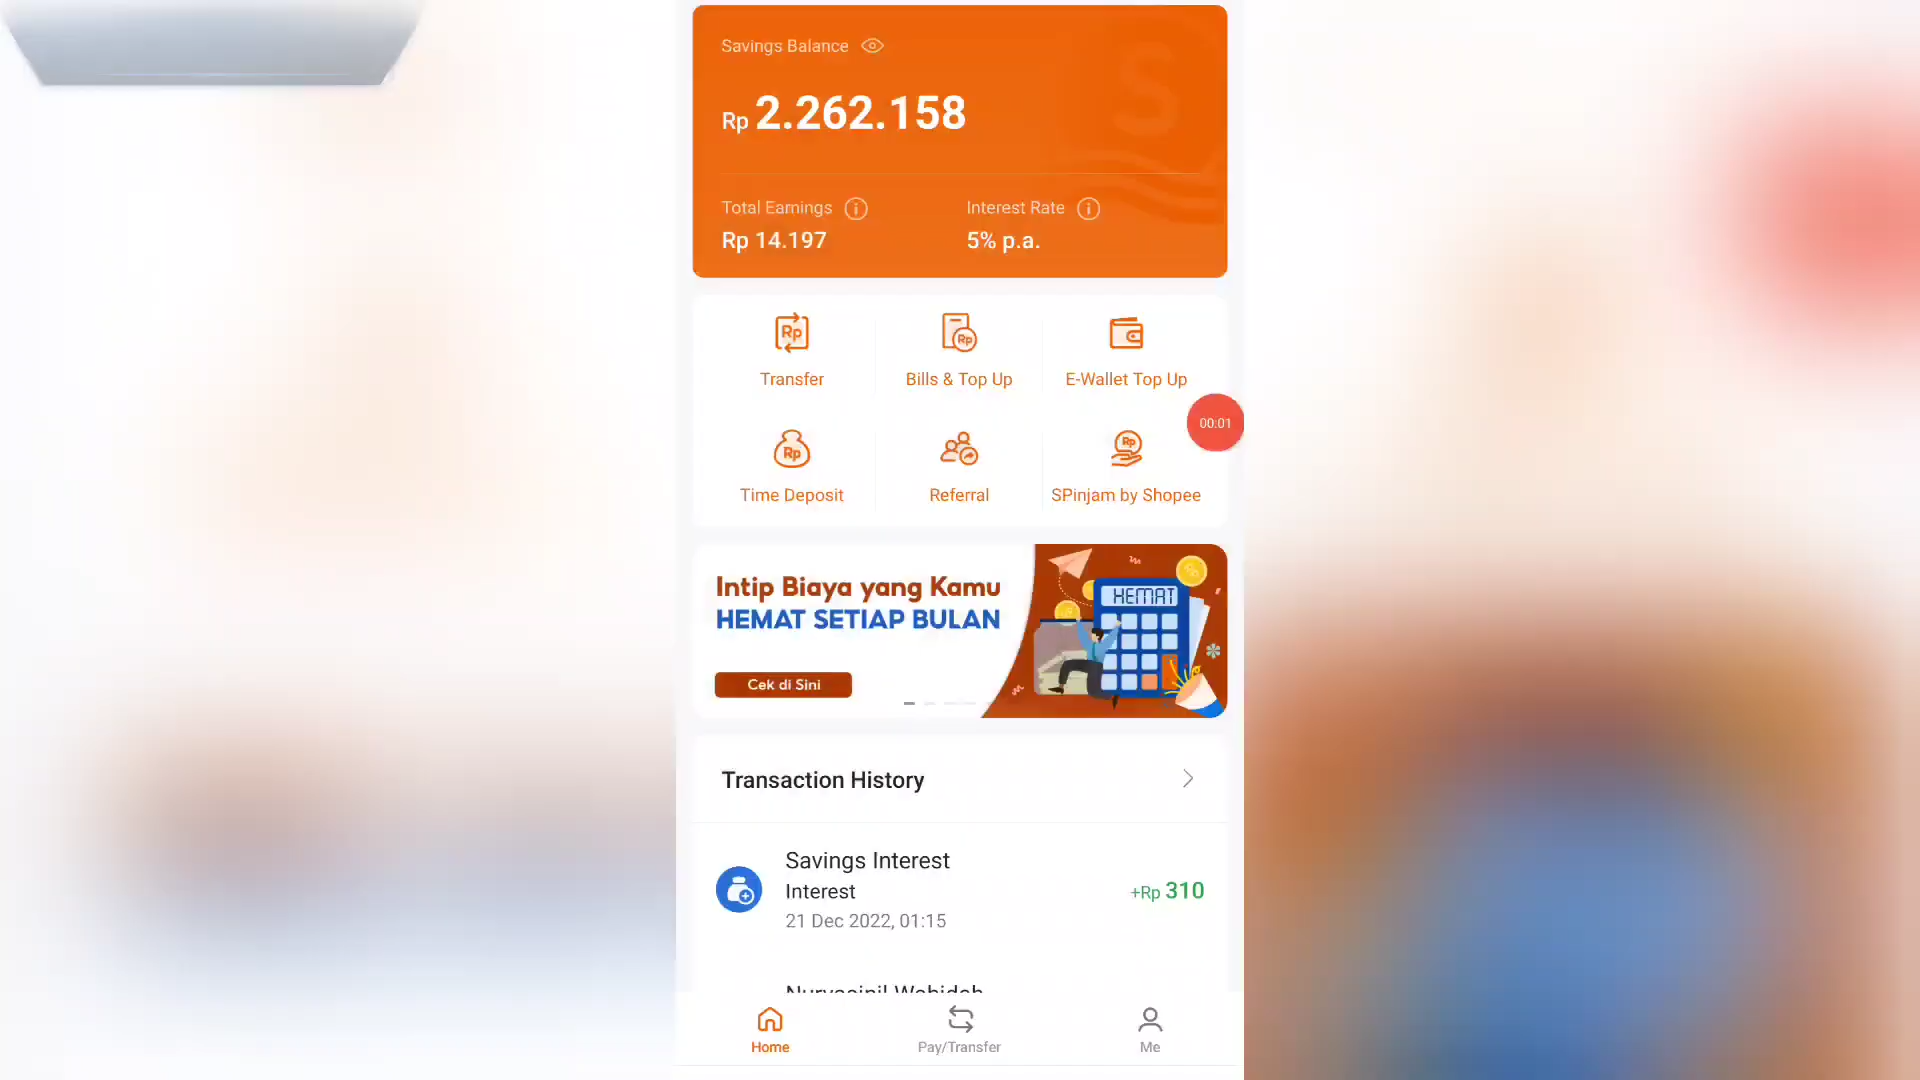 Savings Balance
Rp 2.262.158
Total Earnings
Interest Rate
Rp 14.197
5% p.a.
Transfer
Bills & Top Up
E-Wallet Top Up
00:01
Time Deposit
Referral
SPinjam by Shopee
Intip Biaya yang Kamu
HEMAT SETIAP BULAN
HEMAT
Cek di Sini
Transaction History
Savings Interest
Interest
+Rp 310
21 Dec 2022, 01:15
Home
Pay/Transfer
Me